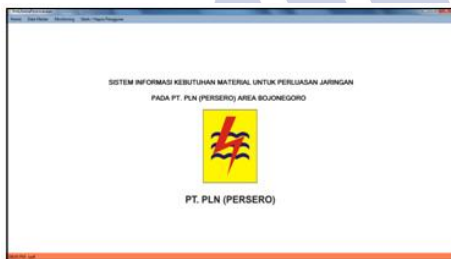 SISTEM INFORMASI KEBUTUHAN MATERIAL UNTUK PERLUASAN JARINGAN
PADA PT. PLN (PERSERO) AREA BOJONEGORO
PT. PLN (PERSERO)